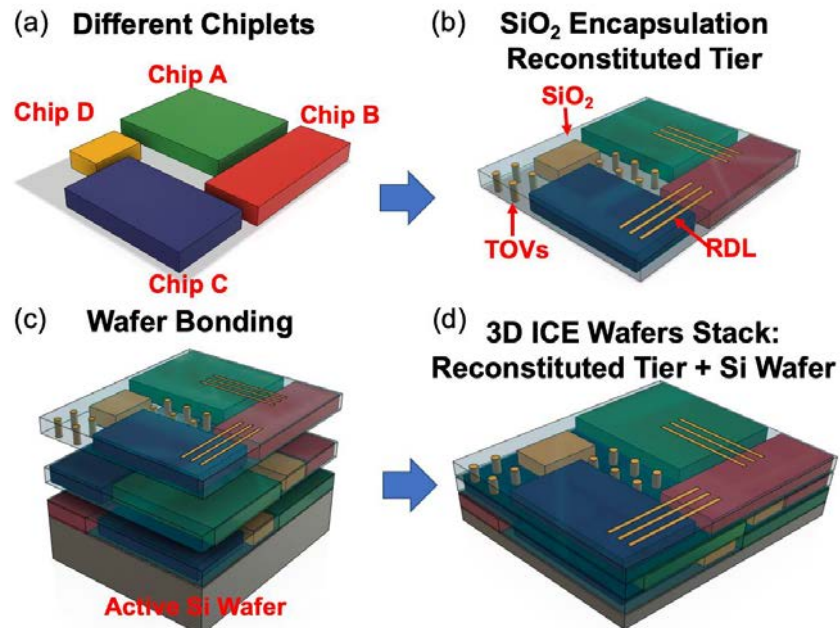 (a) Different Chiplets
Chip A
Chip D
Chip B
Chip C
(b) SiO₂ Encapsulation
Reconstituted Tier
SiO₂
TOVs
RDL
(c) Wafer Bonding
Active Si Wafer
(d) 3D ICE Wafers Stack:
Reconstituted Tier + Si Wafer